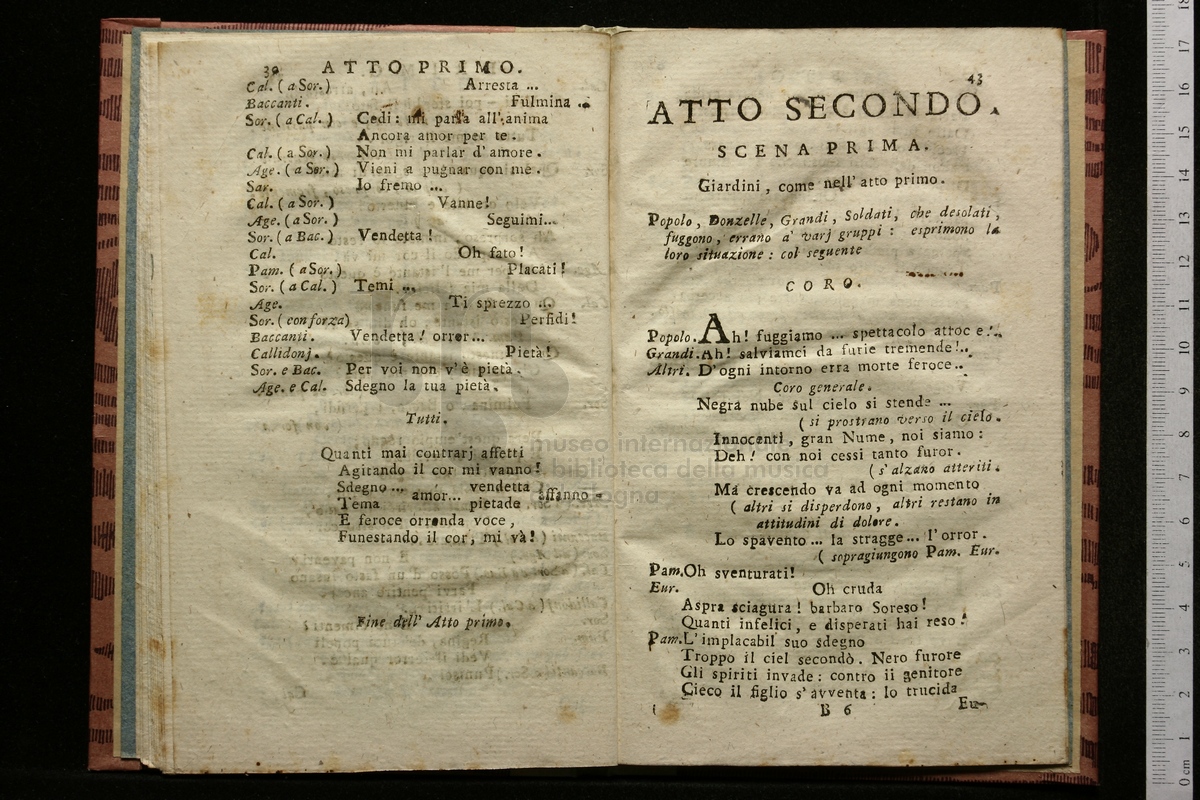 30 ATTO PRIMO.
Cal. (a Sor.) Arresta ...
Baccanti. Fulmina ..
Sor. (a Cal.) Cedi: mi parla all' anima
Ancora amor per te.
Cal. (a Sor.) Non mi parlar d'amore.
Age. (a Sor.) Vieni a pugnar con me.
Sar. Io fremo ...
Cal. (a Sor.) Vanne!
Age. (a Sor.) Seguimi...
Sor. (a Bac.) Vendetta!
Cal. Oh fato!
Pam. (a Sor.) Placati!
Sor. (a Cal.) Temi ...
Age. Ti sprezzo ...
Sor. (con forza) Perfidi!
Baccanti. Vendetta! orror...
Callidonj. Pietà!
Sor. e Bac. Per voi non v'è pietà.
Age. e Cal. Sdegno la tua pietà.
Tutti.
Quanti mai contrarj affetti
Agitando il cor mi vanno!
Sdegno ... amor... vendetta affanno
Tema pietade
E feroce orrenda voce,
Funestando il cor, mi và!
Fine dell' Atto primo.
43
ATTO SECONDO.
SCENA PRIMA.
Giardini, come nell' atto primo.
Popolo, Donzelle, Grandi, Soldati, che desolati,
fuggono, errano a' varj gruppi: esprimono la
loro situazione: col seguente
CORO.
Popolo. Ah! fuggiamo ... spettacolo atroce!..
Grandi. Ah! salviamci da furie tremende!..
Altri. D'ogni intorno erra morte feroce..
Coro generale.
Negra nube sul cielo si stende ...
( si prostrano verso il cielo.
Innocenti, gran Nume, noi siamo:
Deh! con noi cessi tanto furor.
( s'alzano atterriti.
Ma crescendo va ad ogni momento
( altri si disperdono, altri restano in
attitudini di dolore.
Lo spavento ... la stragge ... l'orror.
( sopragiungono Pam. Eur.
Pam. Oh sventurati!
Eur. Oh cruda
Aspra sciagura! barbaro Soreso!
Quanti infelici, e disperati hai reso!
Pam. L'implacabil suo sdegno
Troppo il ciel secondò. Nero furore
Gli spiriti invade: contro il genitore
Cieco il figlio s'avventa: lo trucida
B 6 Eu-
museo internazionale
e biblioteca della musica
di Bologna